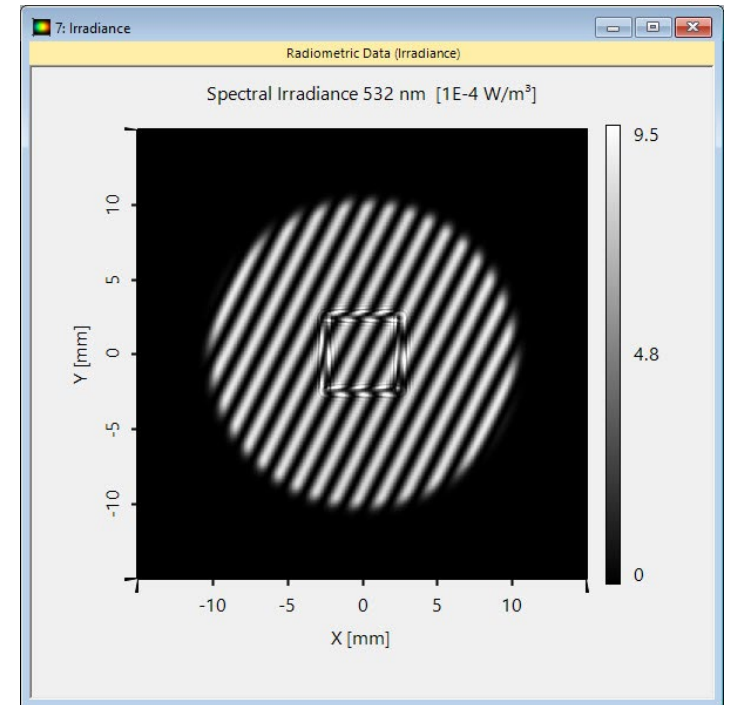 7: Irradiance
Radiometric Data (Irradiance)
Spectral Irradiance 532 nm [1E-4 W/m³]
9.5
4.8
0
10
5
0
-5
-10
Y [mm]
-10 -5 0 5 10
X [mm]